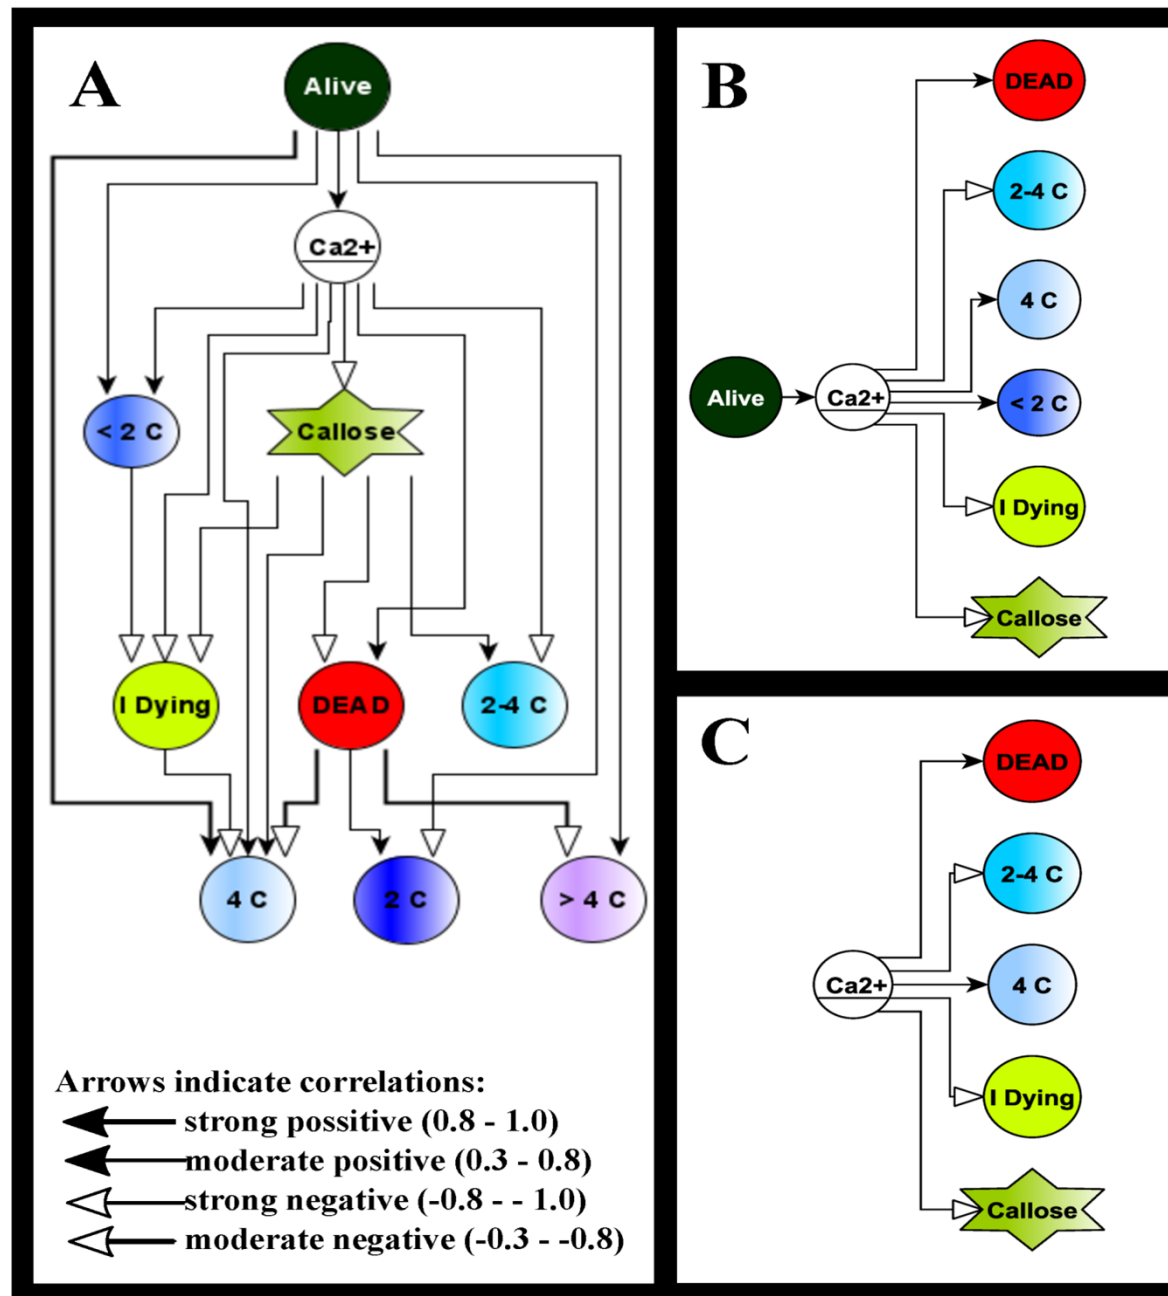 A
Alive
Ca2+
< 2 C
Callose
I Dying
DEAD
2-4 C
4 C
2 C
> 4 C
Arrows indicate correlations:
strong possitive (0.8 - 1.0)
moderate positive (0.3 - 0.8)
strong negative (-0.8 - - 1.0)
moderate negative (-0.3 - -0.8)
B
DEAD
2-4 C
4 C
Alive
Ca2+
< 2 C
I Dying
Callose
C
DEAD
2-4 C
Ca2+
4 C
I Dying
Callose